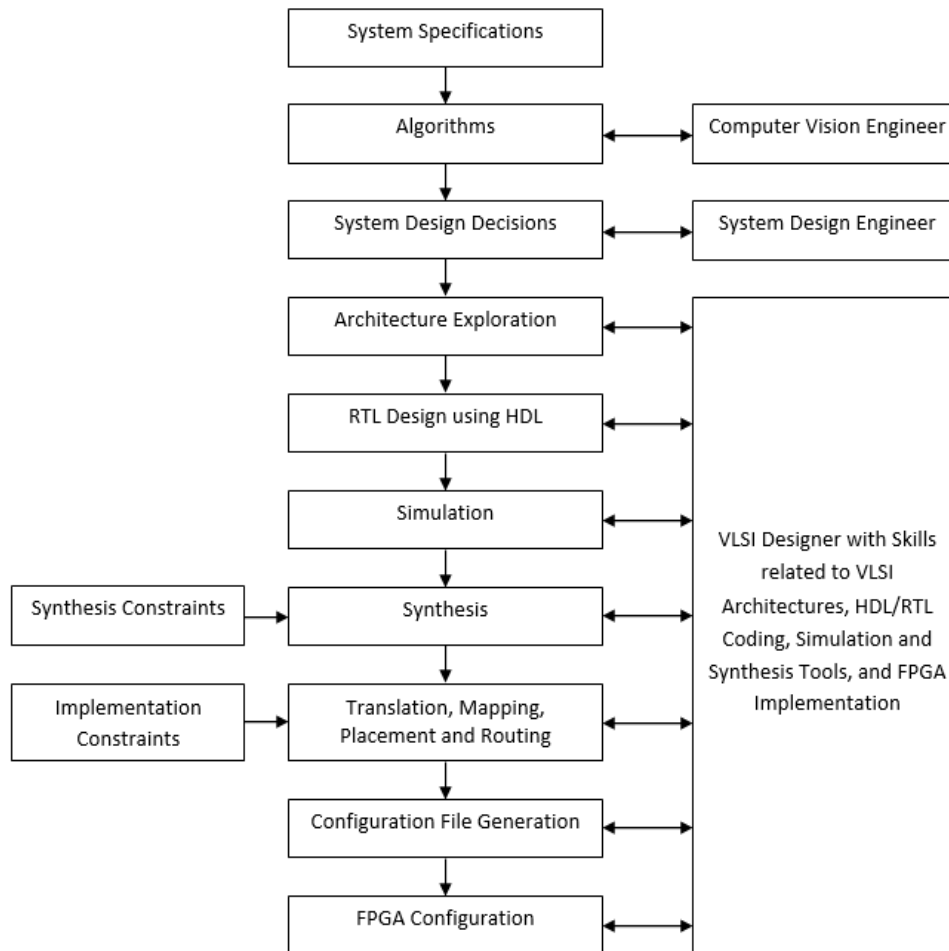 System Specifications
Algorithms
Computer Vision Engineer
System Design Decisions
System Design Engineer
Architecture Exploration
RTL Design using HDL
Simulation
Synthesis Constraints
Synthesis
Implementation
Constraints
Translation, Mapping,
Placement and Routing
Configuration File Generation
FPGA Configuration
VLSI Designer with Skills
related to VLSI
Architectures, HDL/RTL
Coding, Simulation and
Synthesis Tools, and FPGA
Implementation